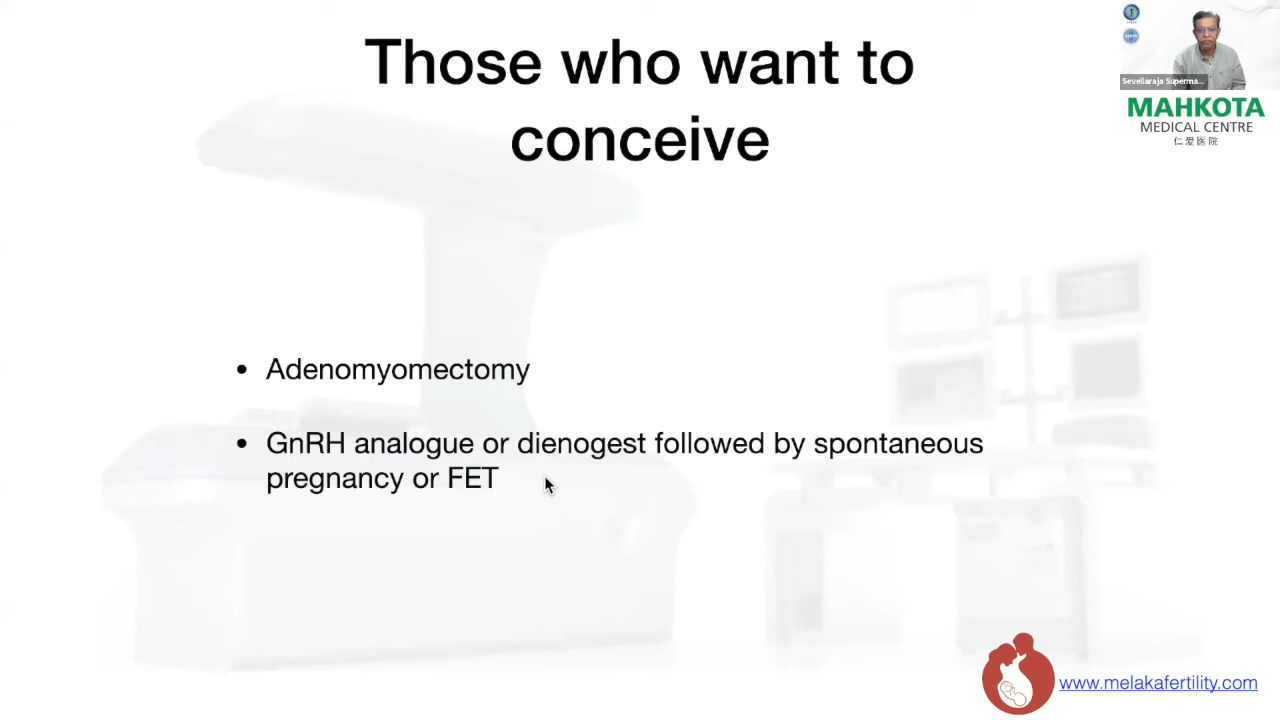 Those who want to
conceive
Sevellaraja Superma...
MAHKOTA
MEDICAL CENTRE
仁爱医院
• Adenomyomectomy
• GnRH analogue or dienogest followed by spontaneous
pregnancy or FET
www.melakafertility.com